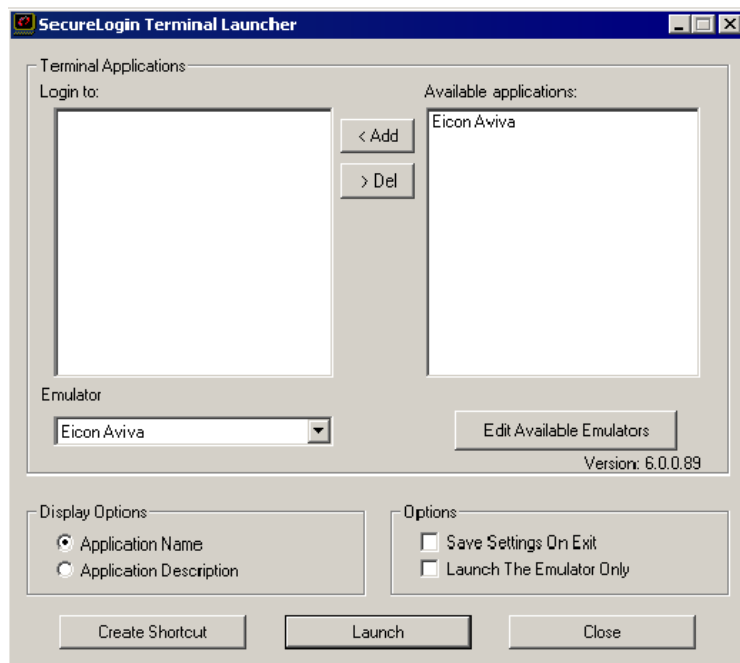 SecureLogin Terminal Launcher
Terminal Applications
Login to:
Available applications:
Eicon Aviva
< Add
> Del
Emulator
Eicon Aviva
Edit Available Emulators
Version: 6.0.0.89
Display Options
Application Name
Application Description
Options
Save Settings On Exit
Launch The Emulator Only
Create Shortcut
Launch
Close